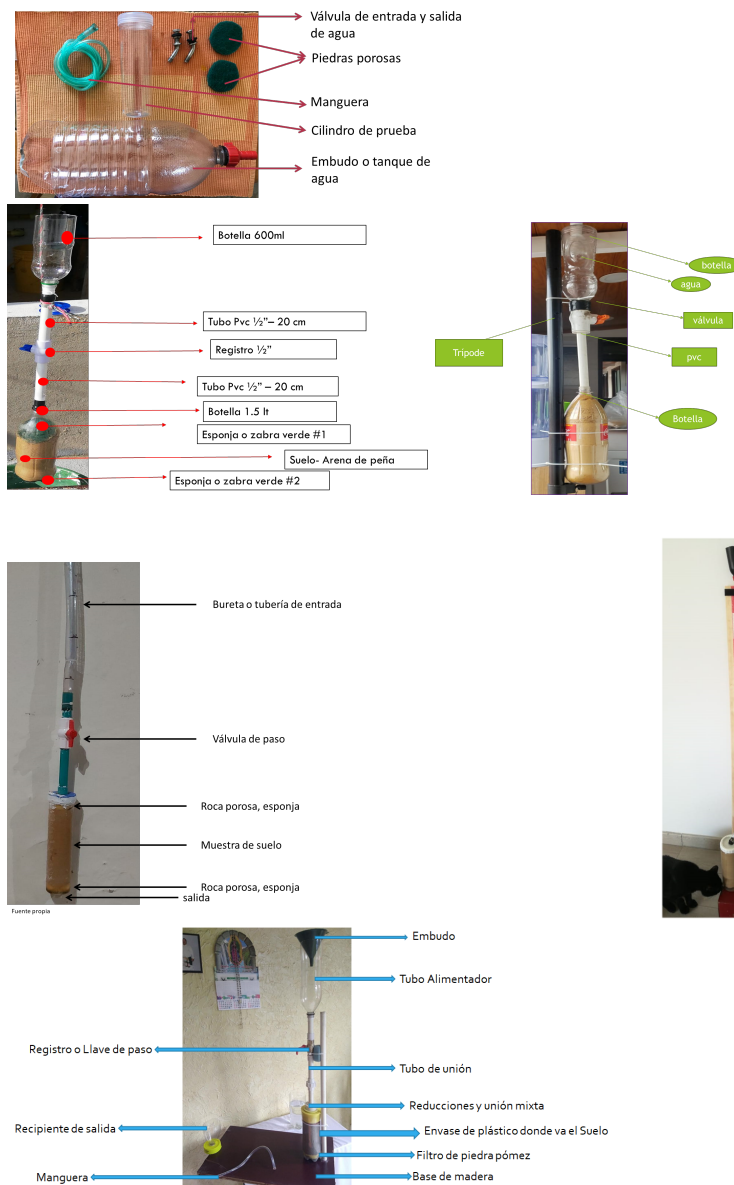 Válvula de entrada y salida
de agua
Piedras porosas
Manguera
Cilindro de prueba
Embudo o tanque de
agua
Botella 600ml
Tubo Pvc ½”– 20 cm
Registro ½”
Tubo Pvc ½” – 20 cm
Botella 1.5 lt
Esponja o zabra verde #1
Suelo- Arena de peña
Esponja o zabra verde #2
botella
agua
válvula
Trípode
pvc
Botella
Bureta o tubería de entrada
Válvula de paso
Roca porosa, esponja
Muestra de suelo
Roca porosa, esponja
salida
Fuente propia
Embudo
Tubo Alimentador
Registro o Llave de paso
Tubo de unión
Reducciones y unión mixta
Recipiente de salida
Envase de plástico donde va el Suelo
Filtro de piedra pómez
Manguera
Base de madera